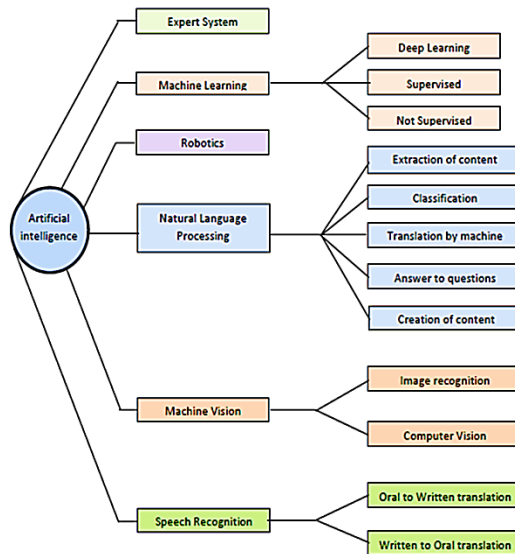 Expert System
Machine Learning
Deep Learning
Supervised
Not Supervised
Robotics
Artificial
intelligence
Natural Language
Processing
Extraction of content
Classification
Translation by machine
Answer to questions
Creation of content
Machine Vision
Image recognition
Computer Vision
Speech Recognition
Oral to Written translation
Written to Oral translation